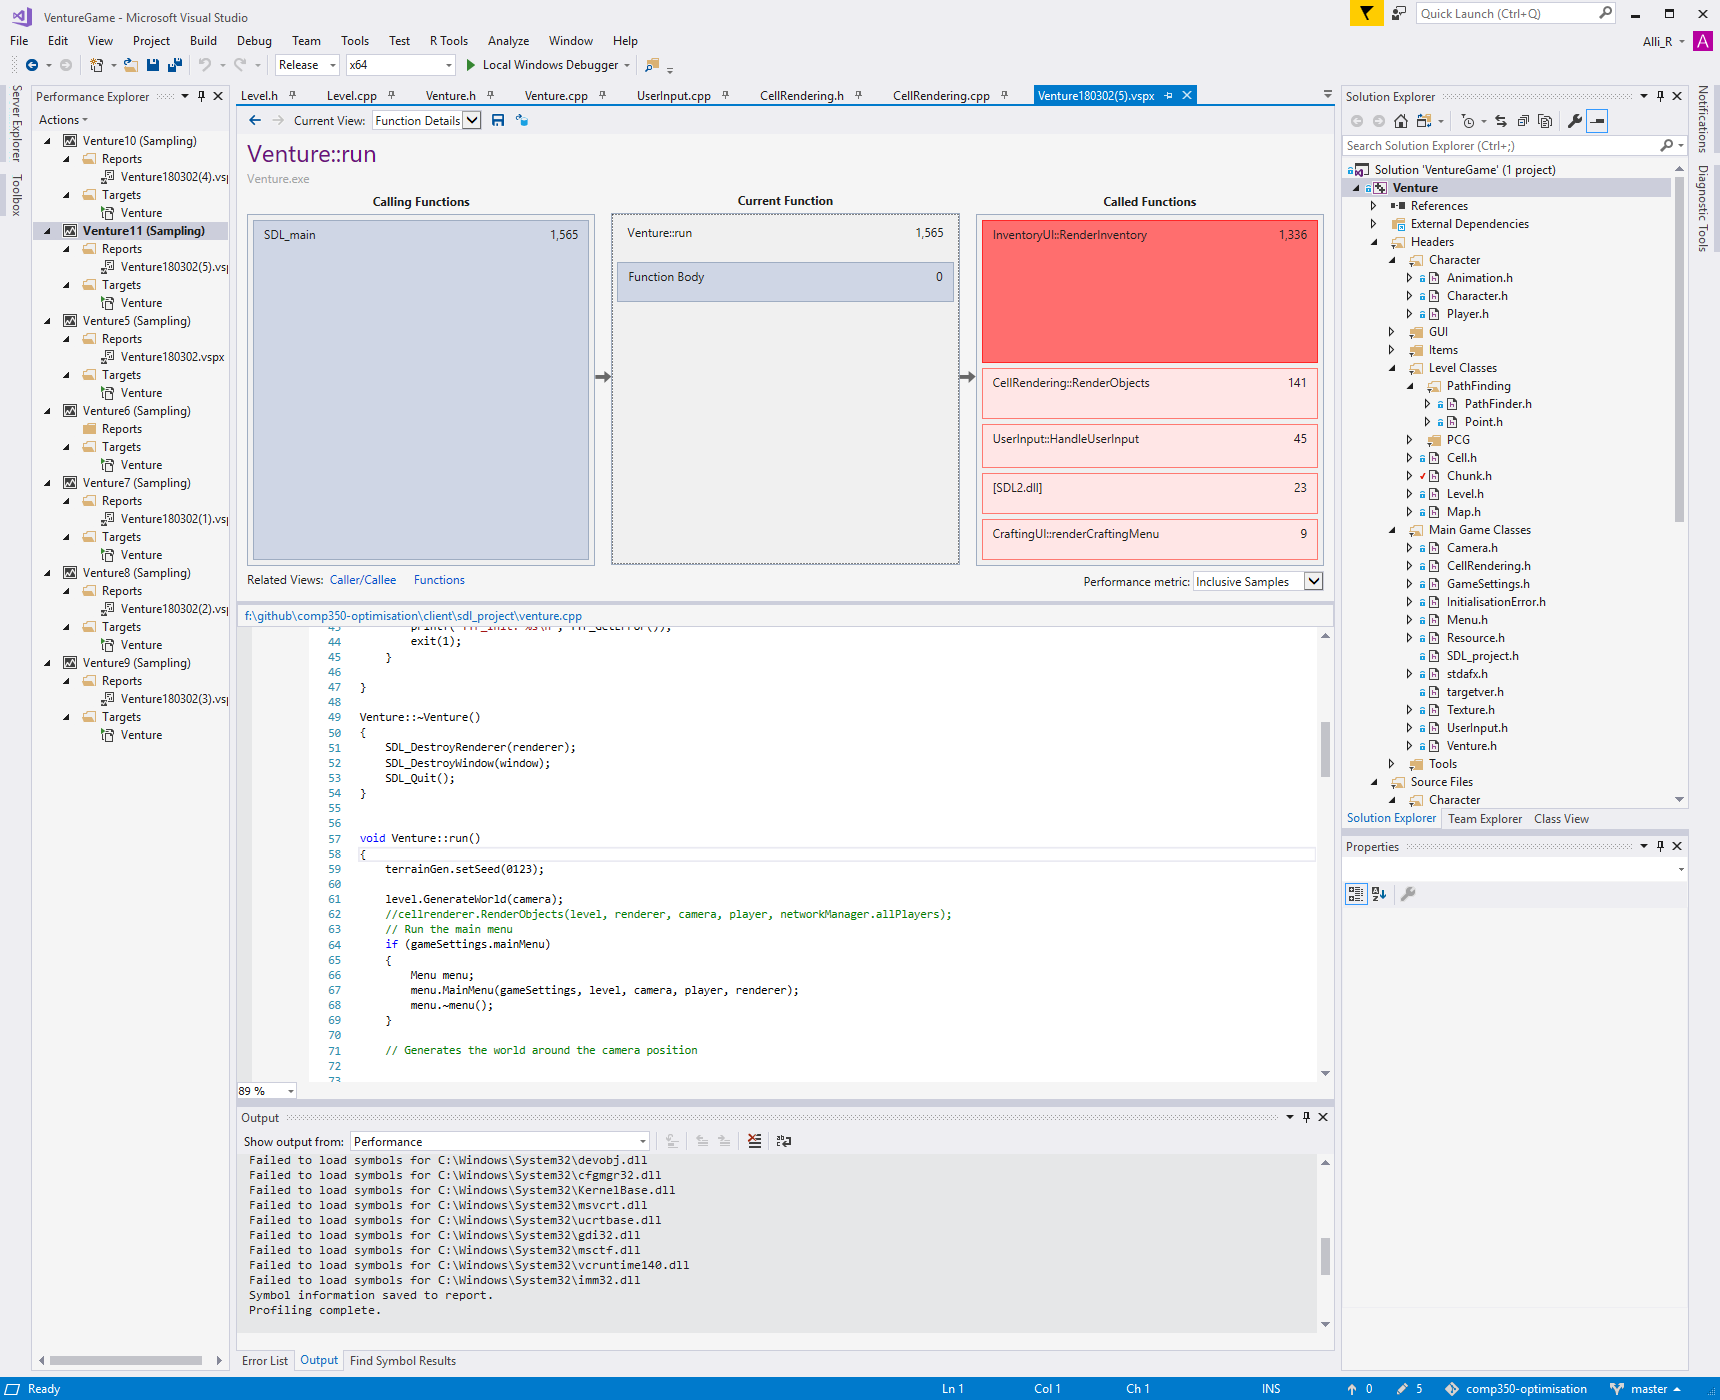 VentureGame - Microsoft Visual Studio
Quick Launch (Ctrl+Q)
File Edit View Project Build Debug Team Tools Test R Tools Analyze Window Help
Alli_R A
Release x64 Local Windows Debugger
Server Explorer
Toolbox
Performance Explorer
Actions
Venture10 (Sampling)
Reports
Venture180302(4).vsp
Targets
Venture
Venture11 (Sampling)
Reports
Venture180302(5).vsp
Targets
Venture
Venture5 (Sampling)
Reports
Venture180302.vspx
Targets
Venture
Venture6 (Sampling)
Reports
Targets
Venture
Venture7 (Sampling)
Reports
Venture180302(1).vsp
Targets
Venture
Venture8 (Sampling)
Reports
Venture180302(2).vsp
Targets
Venture
Venture9 (Sampling)
Reports
Venture180302(3).vsp
Targets
Venture
Level.h Level.cpp Venture.h Venture.cpp UserInput.cpp CellRendering.h CellRendering.cpp Venture180302(5).vspx
Current View: Function Details
Venture::run
Venture.exe
Calling Functions Current Function Called Functions
SDL_main 1,565
Venture::run 1,565
Function Body 0
InventoryUI::RenderInventory 1,336
CellRendering::RenderObjects 141
UserInput::HandleUserInput 45
[SDL2.dll] 23
CraftingUI::renderCraftingMenu 9
Related Views: Caller/Callee Functions
Performance metric: Inclusive Samples
f:\github\comp350-optimisation\client\sdl_project\venture.cpp
43 printf("TTF_Init: %s\n", TTF_GetError());
44 exit(1);
45 }
46
47 }
48
49 Venture::~Venture()
50 {
51 SDL_DestroyRenderer(renderer);
52 SDL_DestroyWindow(window);
53 SDL_Quit();
54 }
55
56
57 void Venture::run()
58 {
59 terrainGen.setSeed(0123);
60
61 level.GenerateWorld(camera);
62 //cellrenderer.RenderObjects(level, renderer, camera, player, networkManager.allPlayers);
63 // Run the main menu
64 if (gameSettings.mainMenu)
65 {
66 Menu menu;
67 menu.MainMenu(gameSettings, level, camera, player, renderer);
68 menu.~menu();
69 }
70
71 // Generates the world around the camera position
72
73
89 %
Output
Show output from: Performance
Failed to load symbols for C:\Windows\System32\devobj.dll
Failed to load symbols for C:\Windows\System32\cfgmgr32.dll
Failed to load symbols for C:\Windows\System32\KernelBase.dll
Failed to load symbols for C:\Windows\System32\msvcrt.dll
Failed to load symbols for C:\Windows\System32\ucrtbase.dll
Failed to load symbols for C:\Windows\System32\gdi32.dll
Failed to load symbols for C:\Windows\System32\msctf.dll
Failed to load symbols for C:\Windows\System32\vcruntime140.dll
Failed to load symbols for C:\Windows\System32\imm32.dll
Symbol information saved to report.
Profiling complete.
Error List Output Find Symbol Results
Solution Explorer
Search Solution Explorer (Ctrl+;)
Solution 'VentureGame' (1 project)
Venture
References
External Dependencies
Headers
Character
Animation.h
Character.h
Player.h
GUI
Items
Level Classes
PathFinding
PathFinder.h
Point.h
PCG
Cell.h
Chunk.h
Level.h
Map.h
Main Game Classes
Camera.h
CellRendering.h
GameSettings.h
InitialisationError.h
Menu.h
Resource.h
SDL_project.h
stdafx.h
targetver.h
Texture.h
UserInput.h
Venture.h
Tools
Source Files
Character
Solution Explorer Team Explorer Class View
Properties
Notifications
Diagnostic Tools
Ready Ln 1 Col 1 Ch 1 INS 0 5 comp350-optimisation master